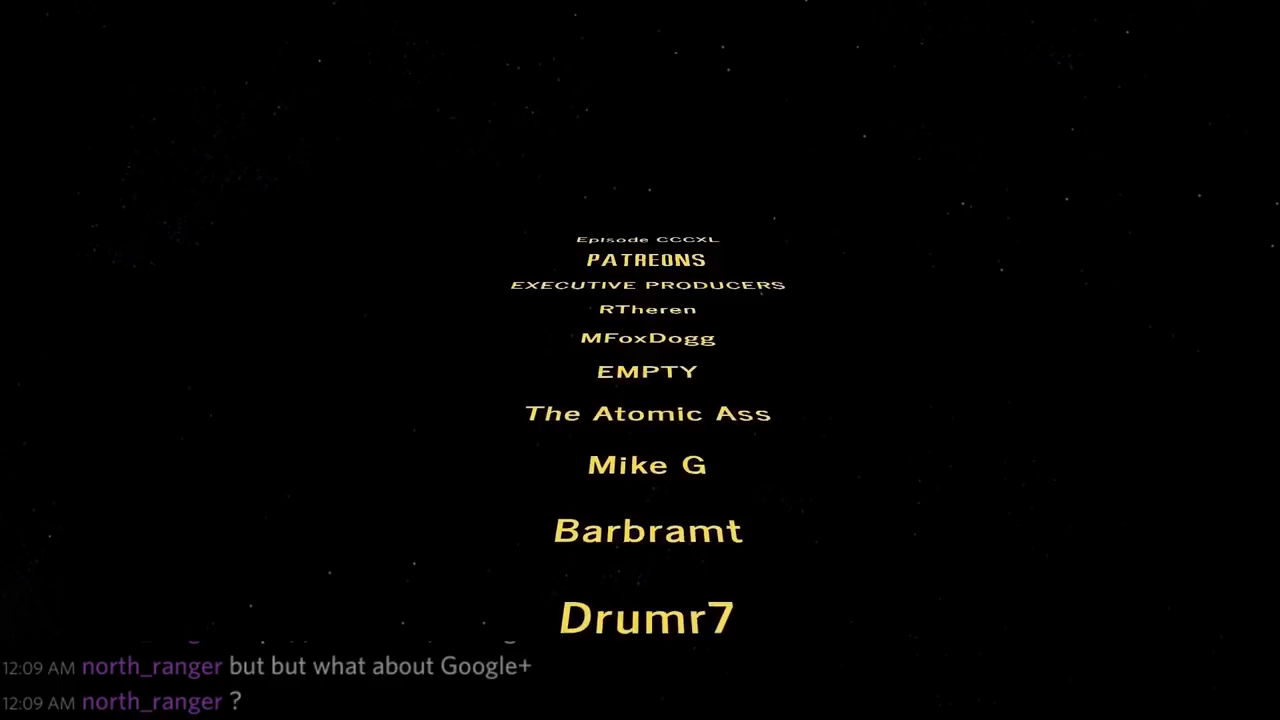 Episode CCCXL
PATREONS
EXECUTIVE PRODUCERS
RTheren
MFoxDogg
EMPTY
The Atomic Ass
Mike G
Barbramt
Drumr7
12:09 AM north_ranger but but what about Google+
12:09 AM north_ranger ?